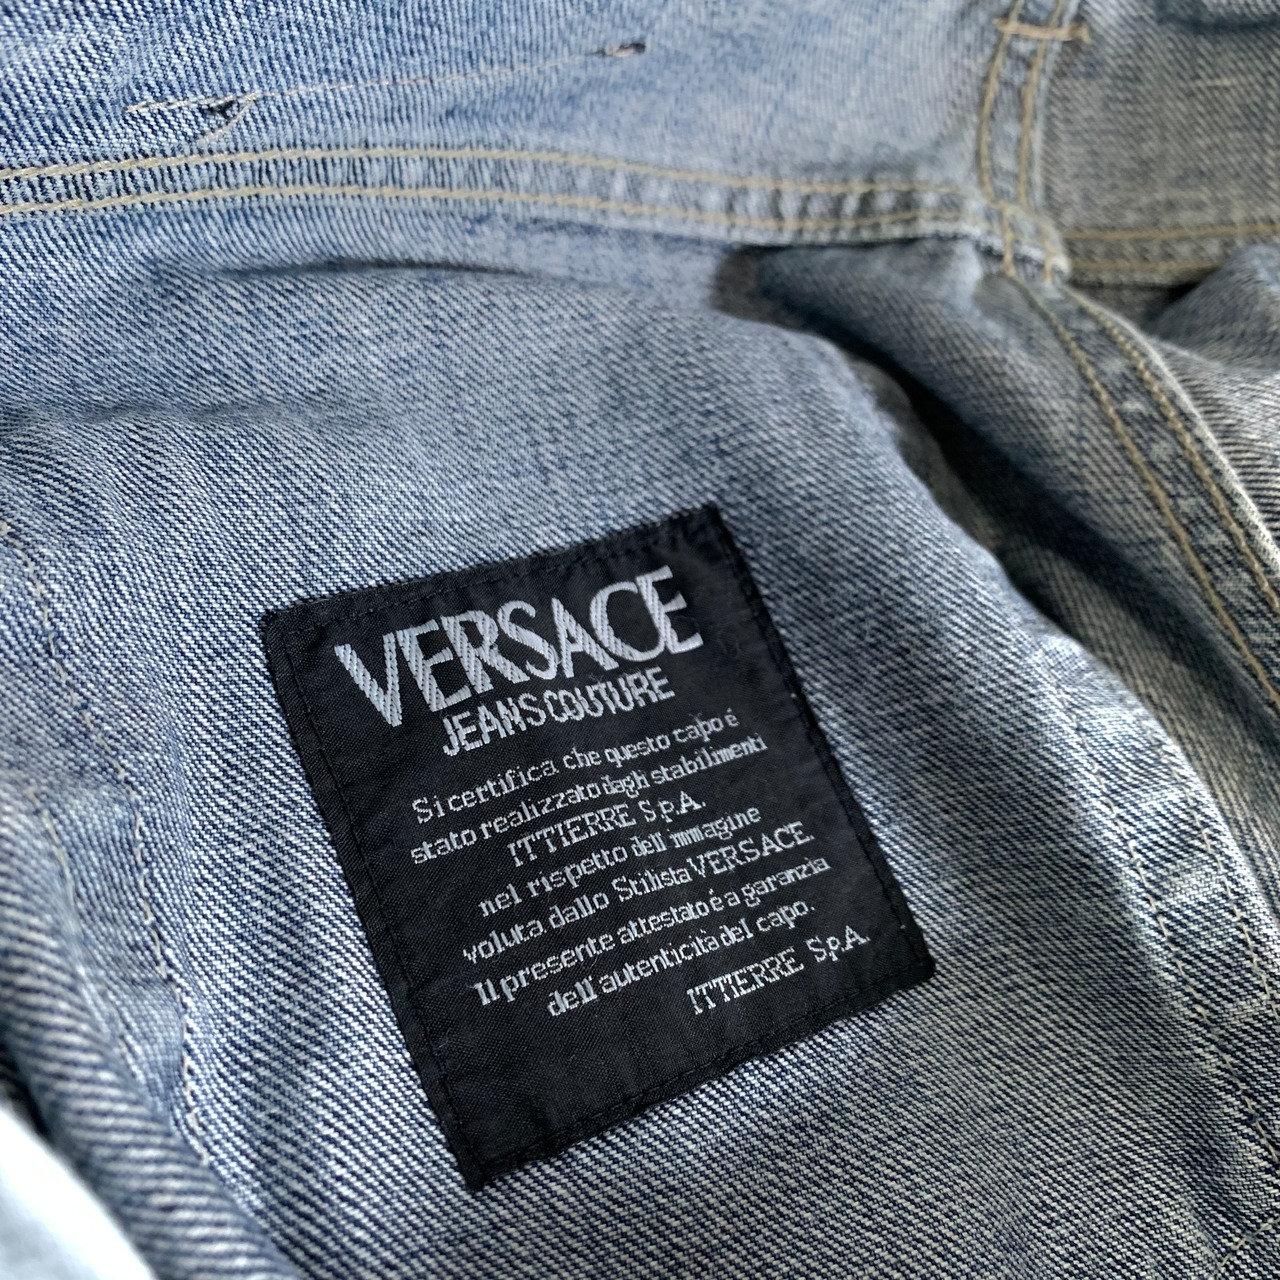 VERSACE
JEANS COUTURE
Si certifica che questo capo é
stato realizzato dagli stabilimenti
ITTIERRE S.p.A.
nel rispetto dell'immagine
voluta dallo Stilista VERSACE.
Il presente attestato é a garanzia
dell'autenticità del capo.
ITTIERRE S.p.A.